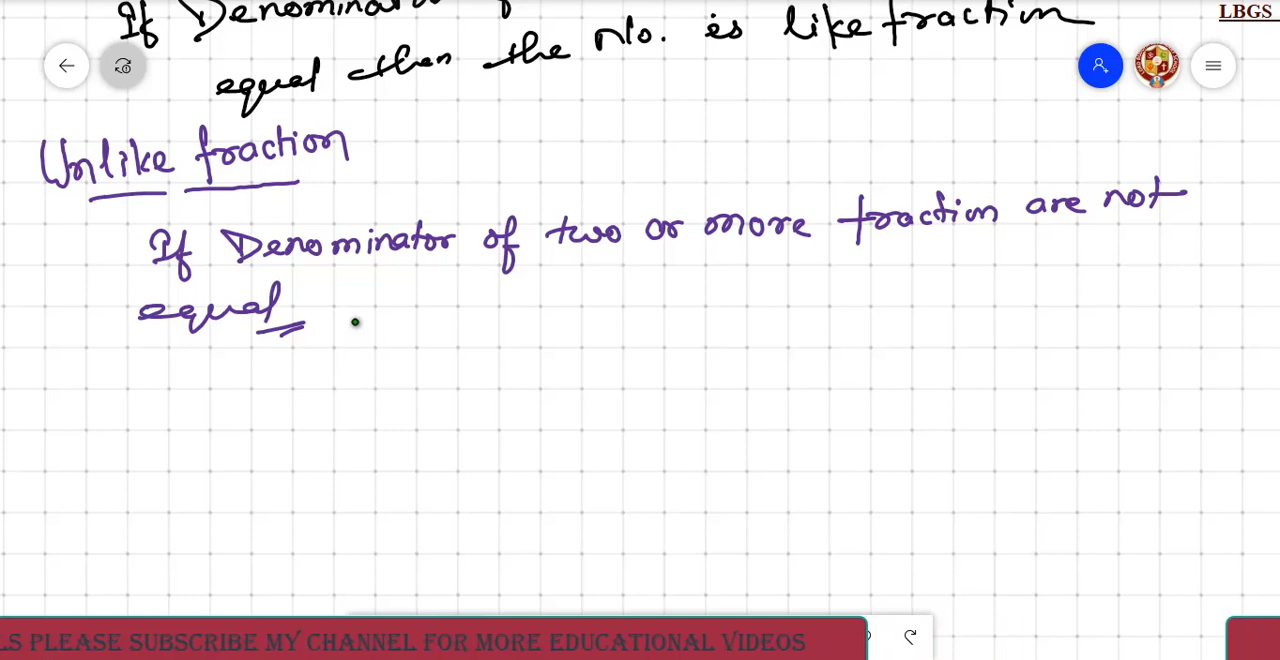 LBGS
If Denominator of
equal then the No. is like fraction
Unlike fraction
If Denominator of two or more fraction are not
equal
LS PLEASE SUBSCRIBE MY CHANNEL FOR MORE EDUCATIONAL VIDEOS